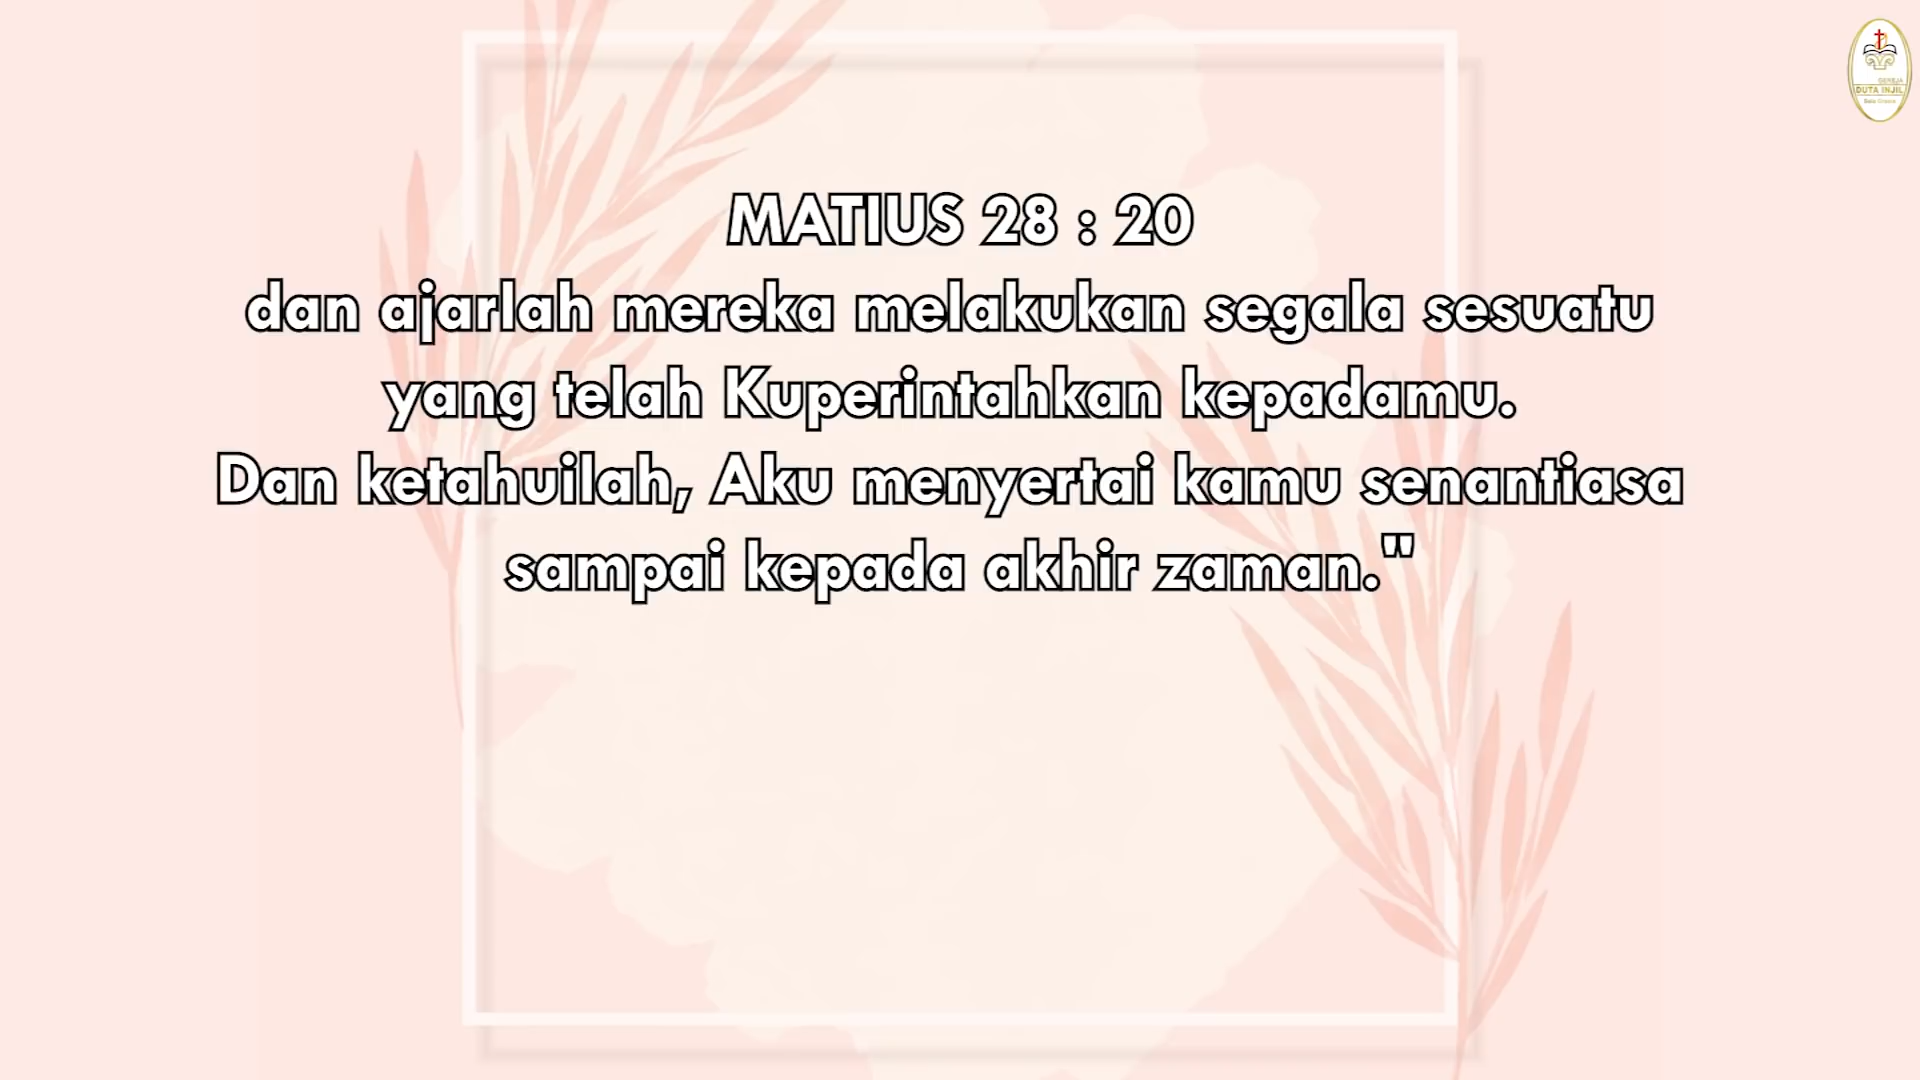 GEREJA
DUTA INJIL
MATIUS 28 : 20
dan ajarlah mereka melakukan segala sesuatu
yang telah Kuperintahkan kepadamu.
Dan ketahuilah, Aku menyertai kamu senantiasa
sampai kepada akhir zaman."